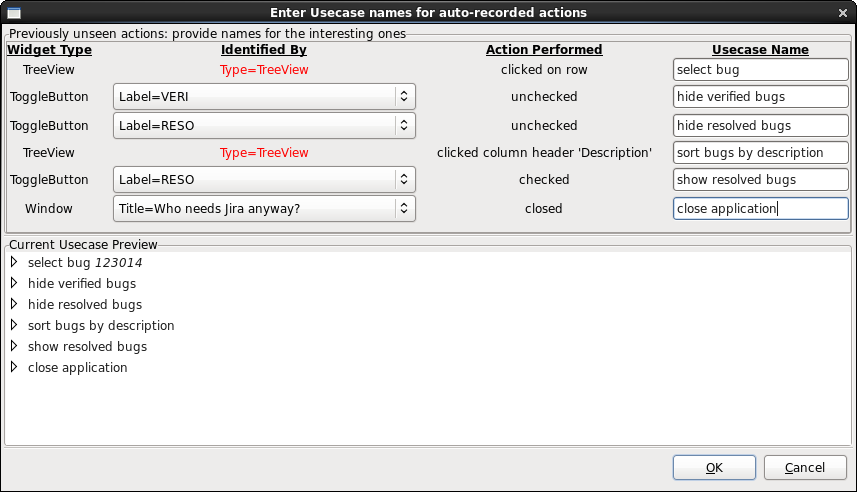 Enter Usecase names for auto-recorded actions
Previously unseen actions: provide names for the interesting ones
Widget Type Identified By Action Performed Usecase Name
TreeView Type=TreeView clicked on row select bug
ToggleButton Label=VERI unchecked hide verified bugs
ToggleButton Label=RESO unchecked hide resolved bugs
TreeView Type=TreeView clicked column header 'Description' sort bugs by description
ToggleButton Label=RESO checked show resolved bugs
Window Title=Who needs Jira anyway? closed close application
Current Usecase Preview
select bug 123014
hide verified bugs
hide resolved bugs
sort bugs by description
show resolved bugs
close application
OK Cancel